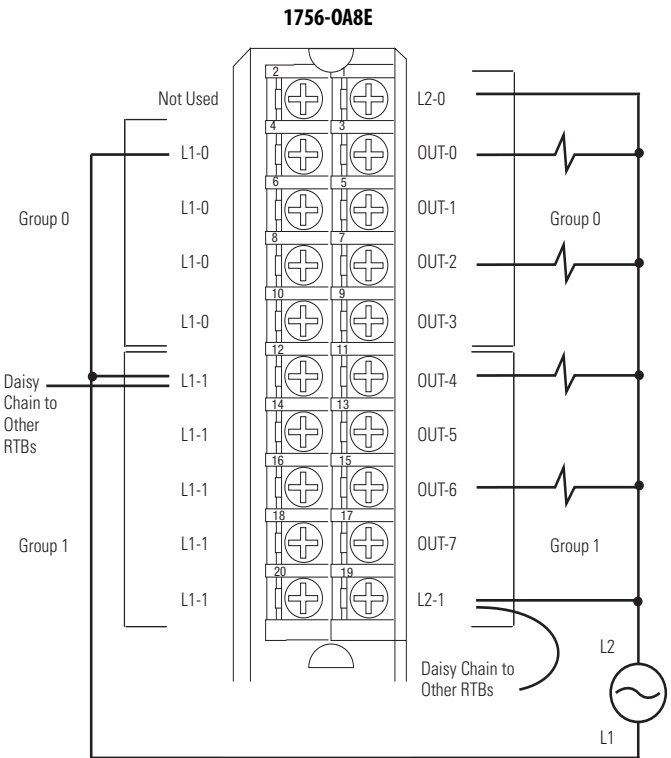 1756-OA8E
2 1
Not Used L2-0
4 3
L1-0 OUT-0
6 5
L1-0 OUT-1
Group 0 Group 0
8 7
L1-0 OUT-2
10 9
L1-0 OUT-3
12 11
L1-1 OUT-4
Daisy
Chain to
Other
RTBs
14 13
L1-1 OUT-5
16 15
L1-1 OUT-6
18 17
Group 1 L1-1 OUT-7 Group 1
20 19
L1-1 L2-1
L2
Daisy Chain to
Other RTBs
L1